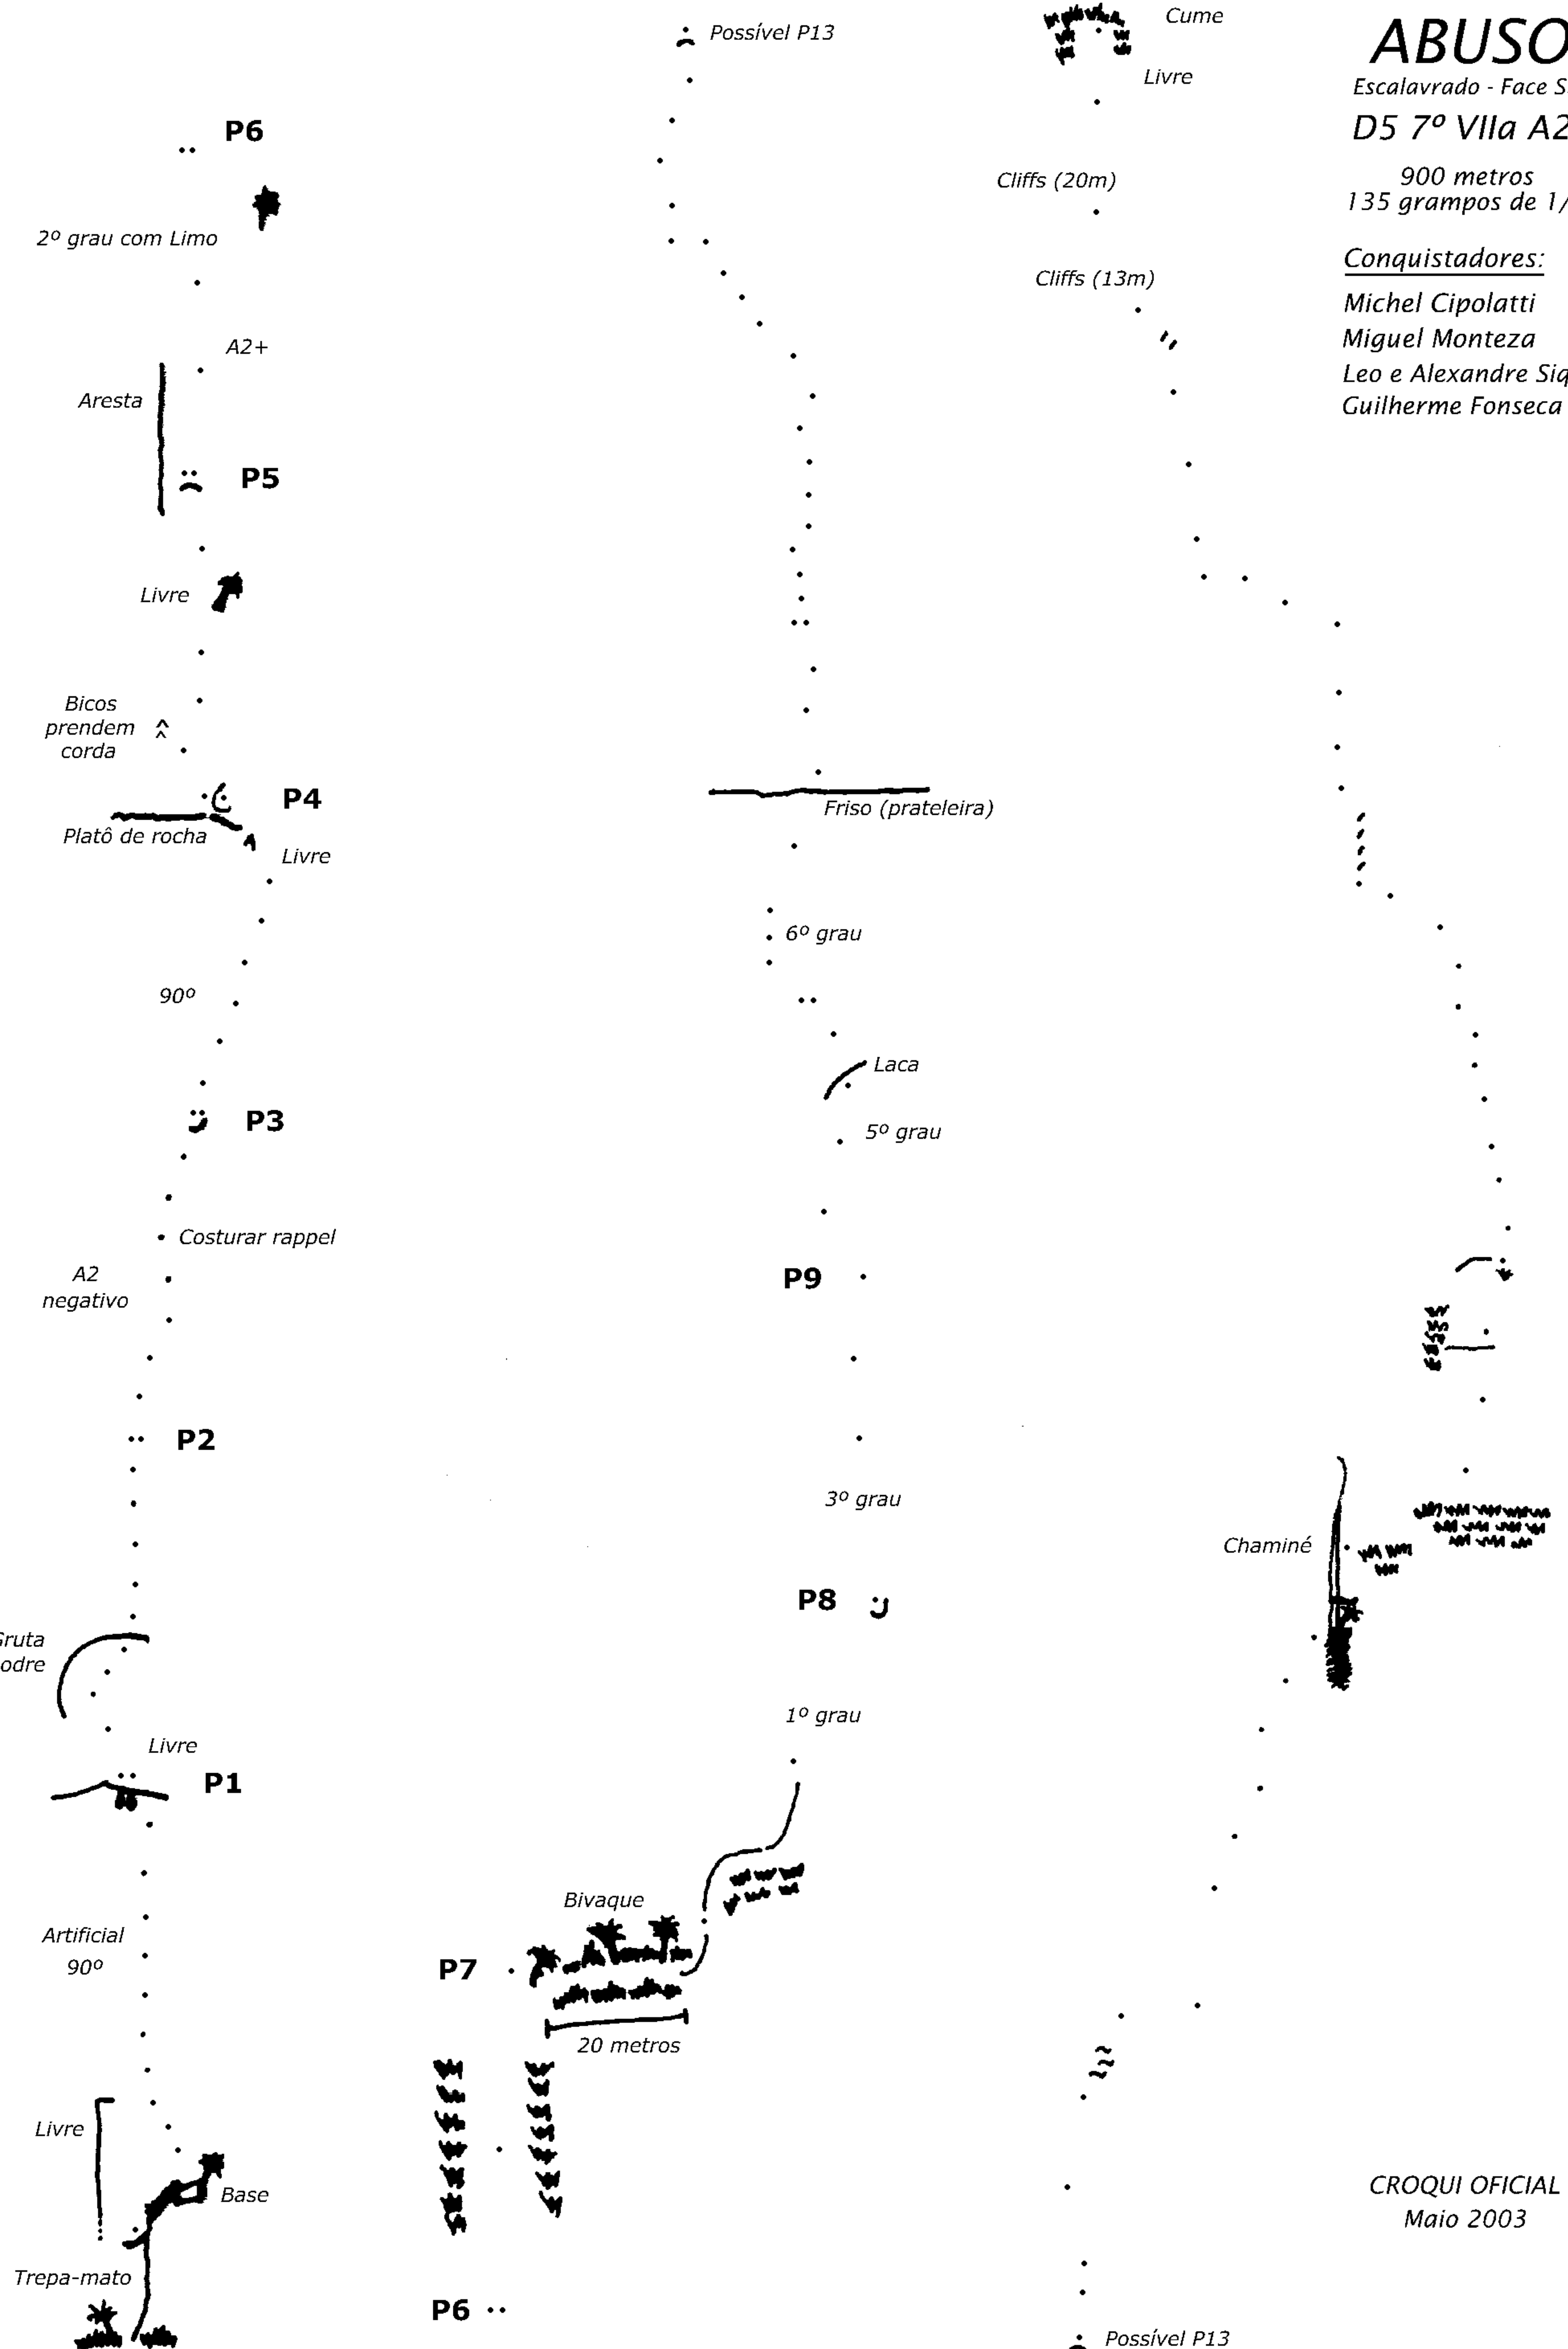 ABUSO
Escalavrado - Face S
D5 7º VIIa A2
900 metros
135 grampos de 1/
Conquistadores:
Michel Cipolatti
Miguel Monteza
Leo e Alexandre Siq
Guilherme Fonseca
P6
2º grau com Limo
A2+
Aresta
P5
Livre
Bicos
prendem
corda
P4
Platô de rocha
Livre
90º
P3
Costurar rappel
A2
negativo
P2
Gruta
odre
Livre
P1
Artificial
90º
Livre
Base
Trepa-mato
Possível P13
Friso (prateleira)
6º grau
Laca
5º grau
P9
3º grau
P8
1º grau
Bivaque
P7
20 metros
P6
Cume
Livre
Cliffs (20m)
Cliffs (13m)
Chaminé
Possível P13
CROQUI OFICIAL
Maio 2003